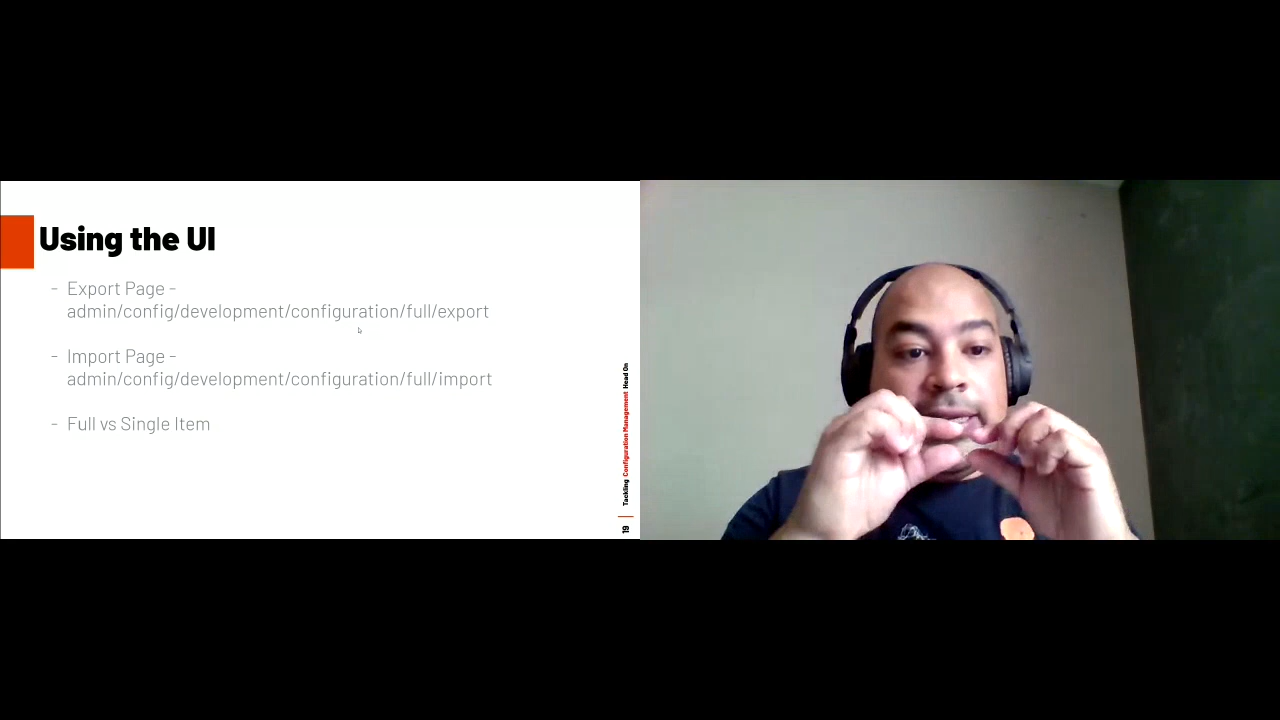 Using the UI
- Export Page -
admin/config/development/configuration/full/export
- Import Page -
admin/config/development/configuration/full/import
- Full vs Single Item
19 | Tackling Configuration Management Head On